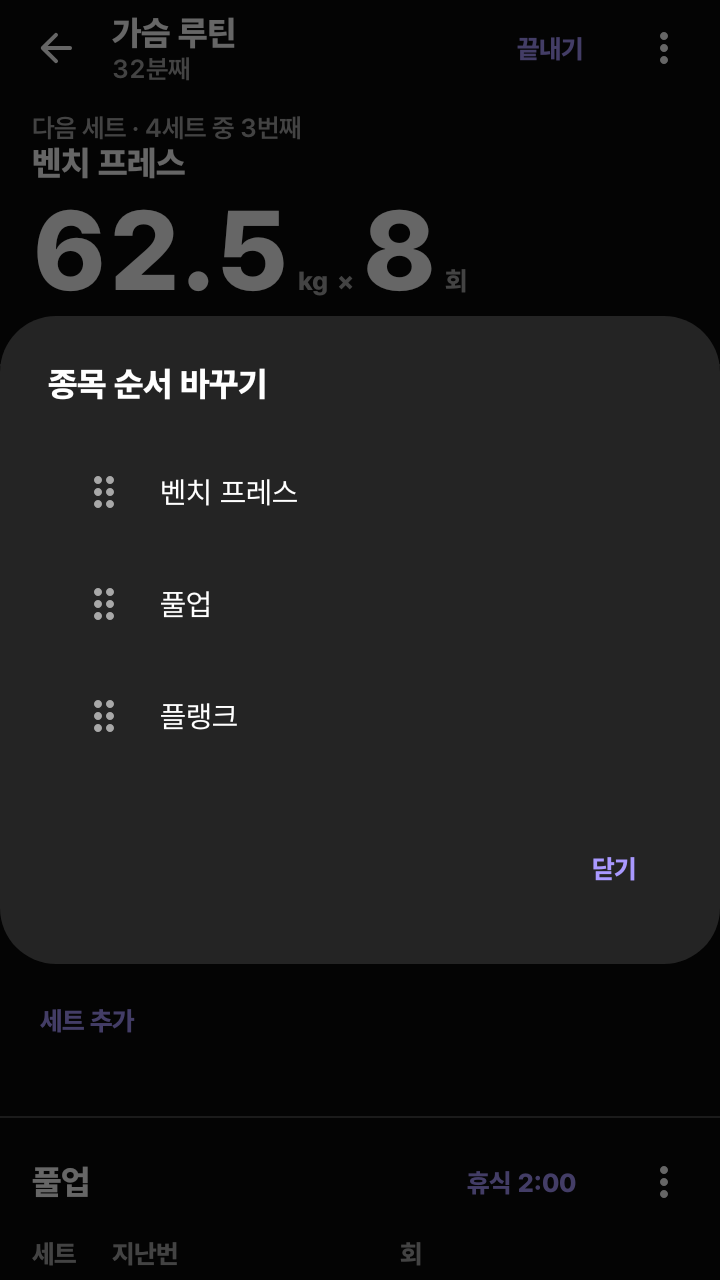 가슴 루틴
32분째
끝내기
다음 세트 · 4세트 중 3번째
벤치 프레스
62.5 kg × 8 회
종목 순서 바꾸기
벤치 프레스
풀업
플랭크
닫기
세트 추가
풀업
휴식 2:00
세트 지난번 회